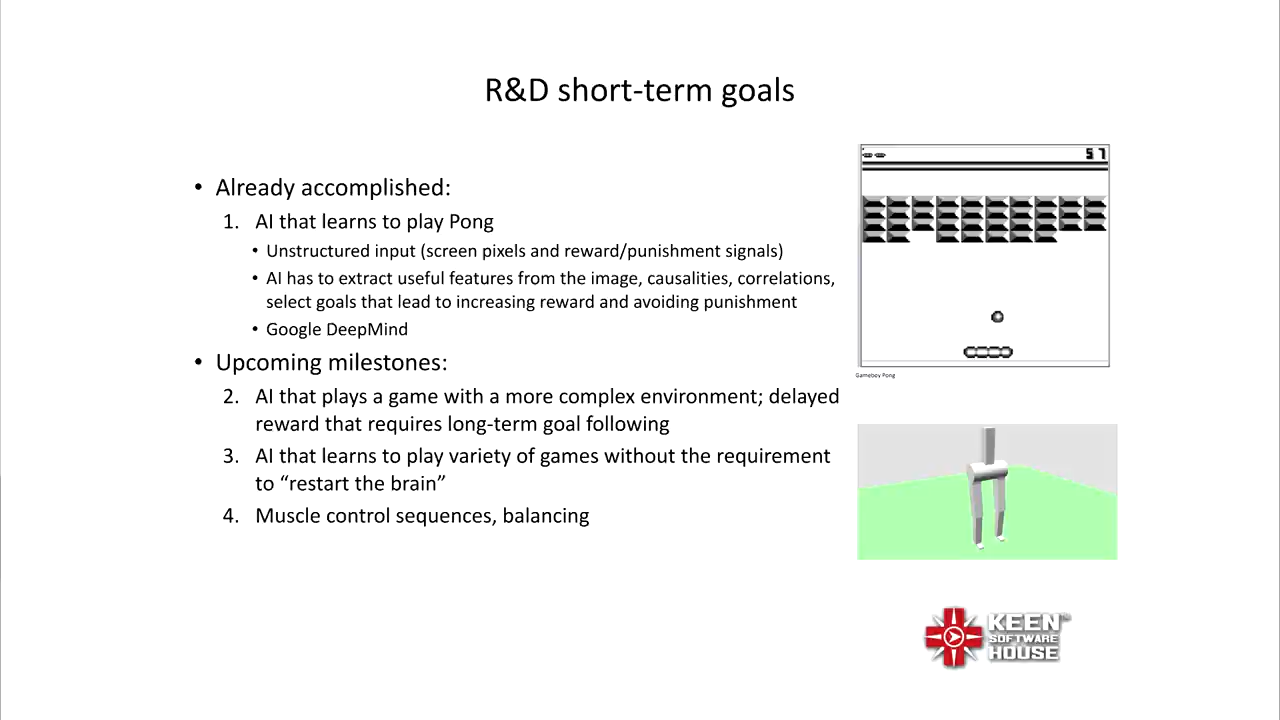 R&D short-term goals
• Already accomplished:
1. AI that learns to play Pong
• Unstructured input (screen pixels and reward/punishment signals)
• AI has to extract useful features from the image, causalities, correlations,
select goals that lead to increasing reward and avoiding punishment
• Google DeepMind
• Upcoming milestones:
2. AI that plays a game with a more complex environment; delayed
reward that requires long-term goal following
3. AI that learns to play variety of games without the requirement
to “restart the brain”
4. Muscle control sequences, balancing
57
Gameboy Pong
KEEN™
SOFTWARE
HOUSE